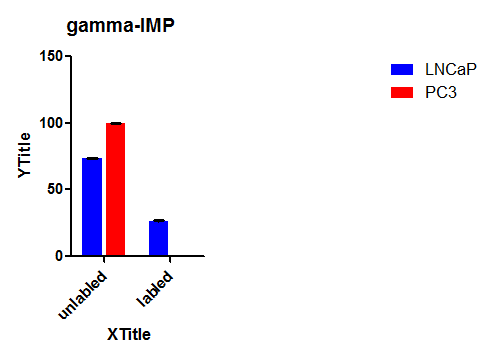 gamma-IMP
150
100
50
0
YTitle
unlabled
labled
XTitle
LNCaP
PC3